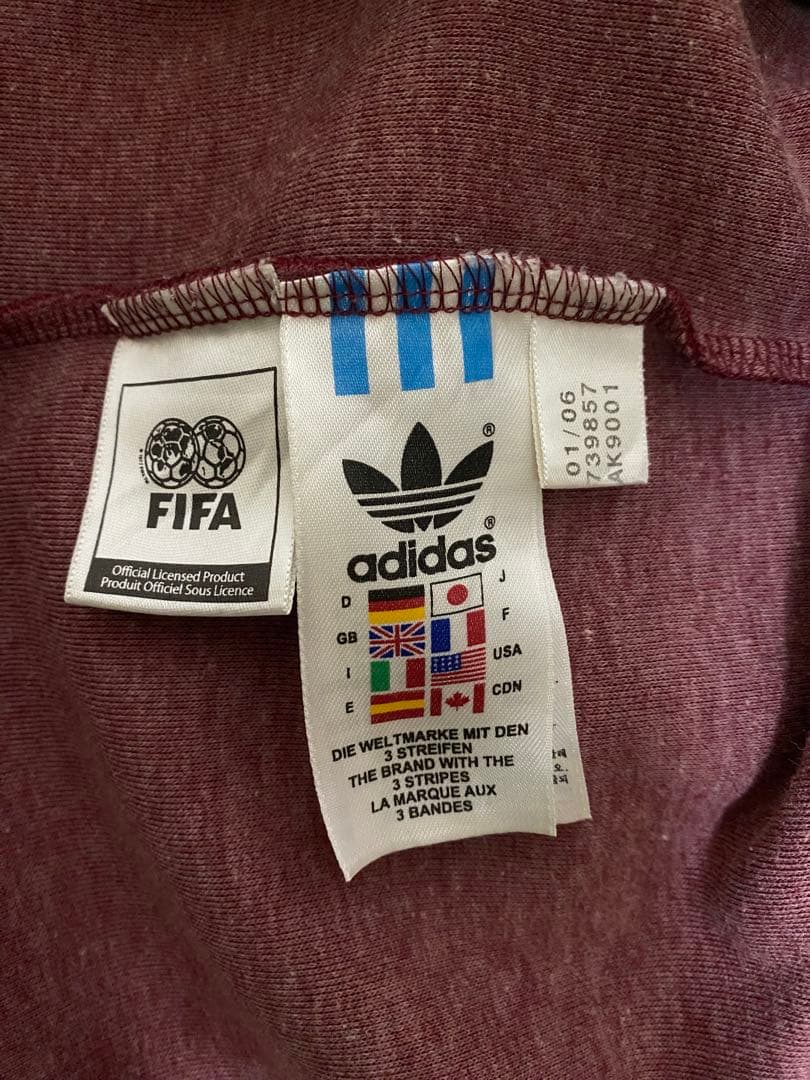 FIFA
Official Licensed Product
Produit Officiel Sous Licence
®
®
adidas
D
J
GB
F
I
USA
E
CDN
DIE WELTMARKE MIT DEN
3 STREIFEN
THE BRAND WITH THE
3 STRIPES
LA MARQUE AUX
3 BANDES
01/06
739857
AK9001